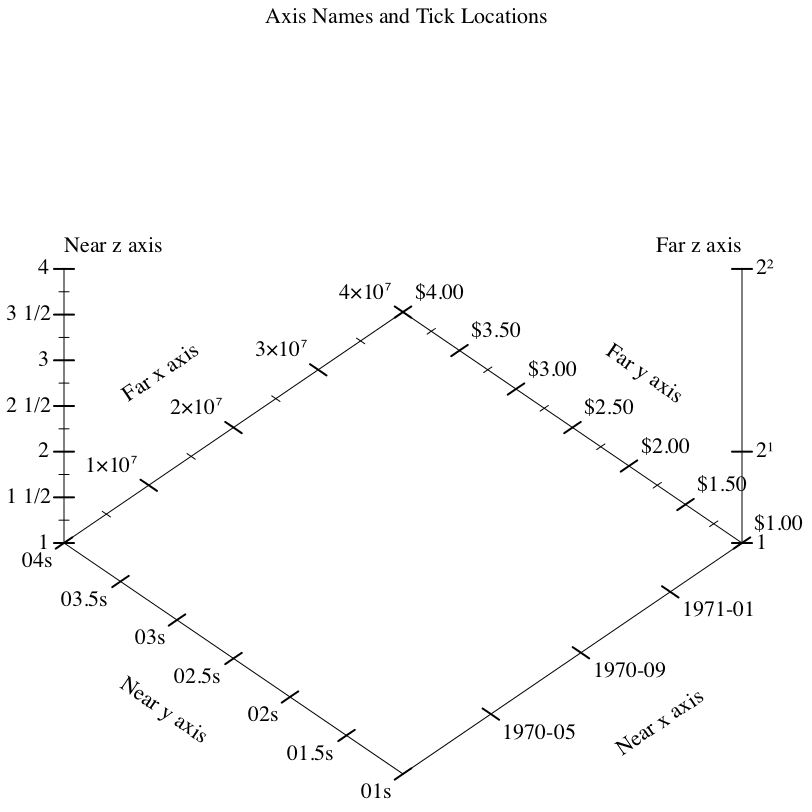 Axis Names and Tick Locations
Near z axis
4
3 1/2
3
2 1/2
2
1 1/2
1
Far x axis
4×10⁷
3×10⁷
2×10⁷
1×10⁷
$4.00
$3.50
$3.00
$2.50
$2.00
$1.50
$1.00
Far y axis
Far z axis
2²
2¹
1
04s
03.5s
03s
02.5s
02s
01.5s
01s
Near y axis
1971-01
1970-09
1970-05
Near x axis